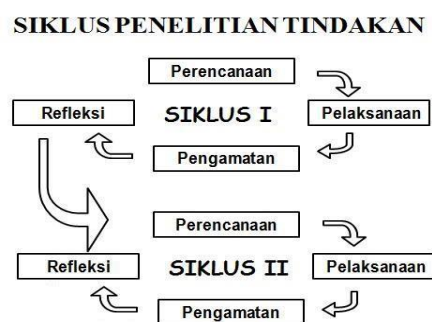 SIKLUS PENELITIAN TINDAKAN
Perencanaan
Refleksi
SIKLUS I
Pelaksanaan
Pengamatan
Perencanaan
Refleksi
SIKLUS II
Pelaksanaan
Pengamatan